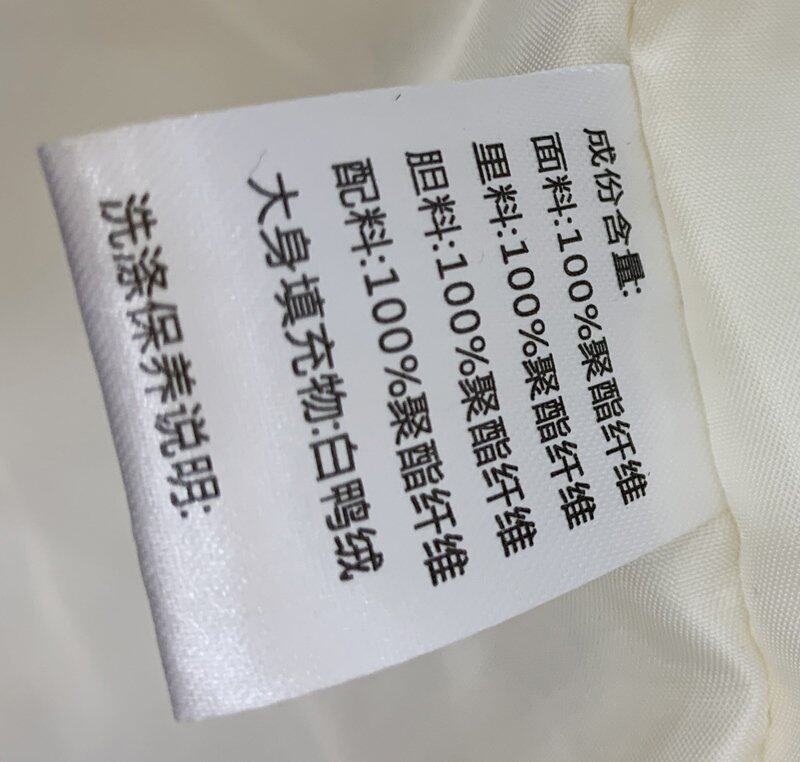 成份含量:
面料:100%聚酯纤维
里料:100%聚酯纤维
胆料:100%聚酯纤维
配料:100%聚酯纤维
大身填充物:白鸭绒
洗涤保养说明: